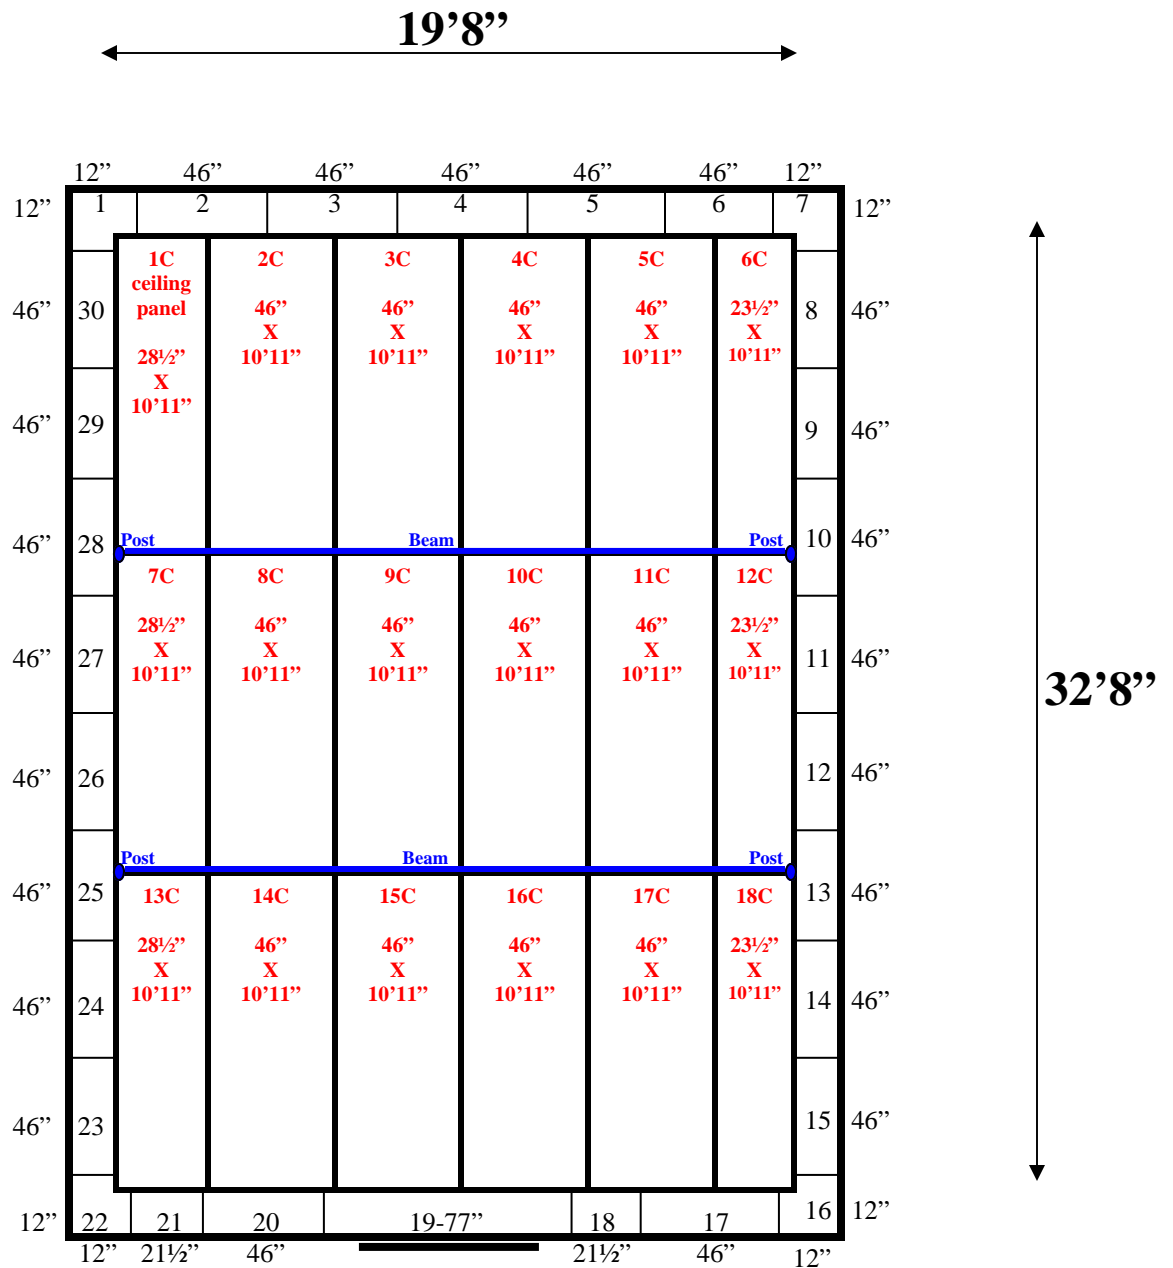 19’8”
12” 46” 46” 46” 46” 46” 12”
12” 1 2 3 4 5 6 7 12”
1C 2C 3C 4C 5C 6C
ceiling
panel 46” 46” 46” 46” 23½”
46” 30 X X X X X 8 46”
28½” 10’11” 10’11” 10’11” 10’11” 10’11”
X
10’11”
46” 29 9 46”
Post Beam Post
46” 28 10 46”
7C 8C 9C 10C 11C 12C
28½” 46” 46” 46” 46” 23½”
46” 27 X X X X X X 11 46”
10’11” 10’11” 10’11” 10’11” 10’11” 10’11”
32’8”
46” 26 12 46”
Post Beam Post
46” 25 13C 14C 15C 16C 17C 18C 13 46”
28½” 46” 46” 46” 46” 23½”
X X X X X X
10’11” 10’11” 10’11” 10’11” 10’11” 10’11”
46” 24 14 46”
46” 23 15 46”
12” 22 21 20 19-77” 18 17 16 12”
12” 21½” 46” 21½” 46” 12”